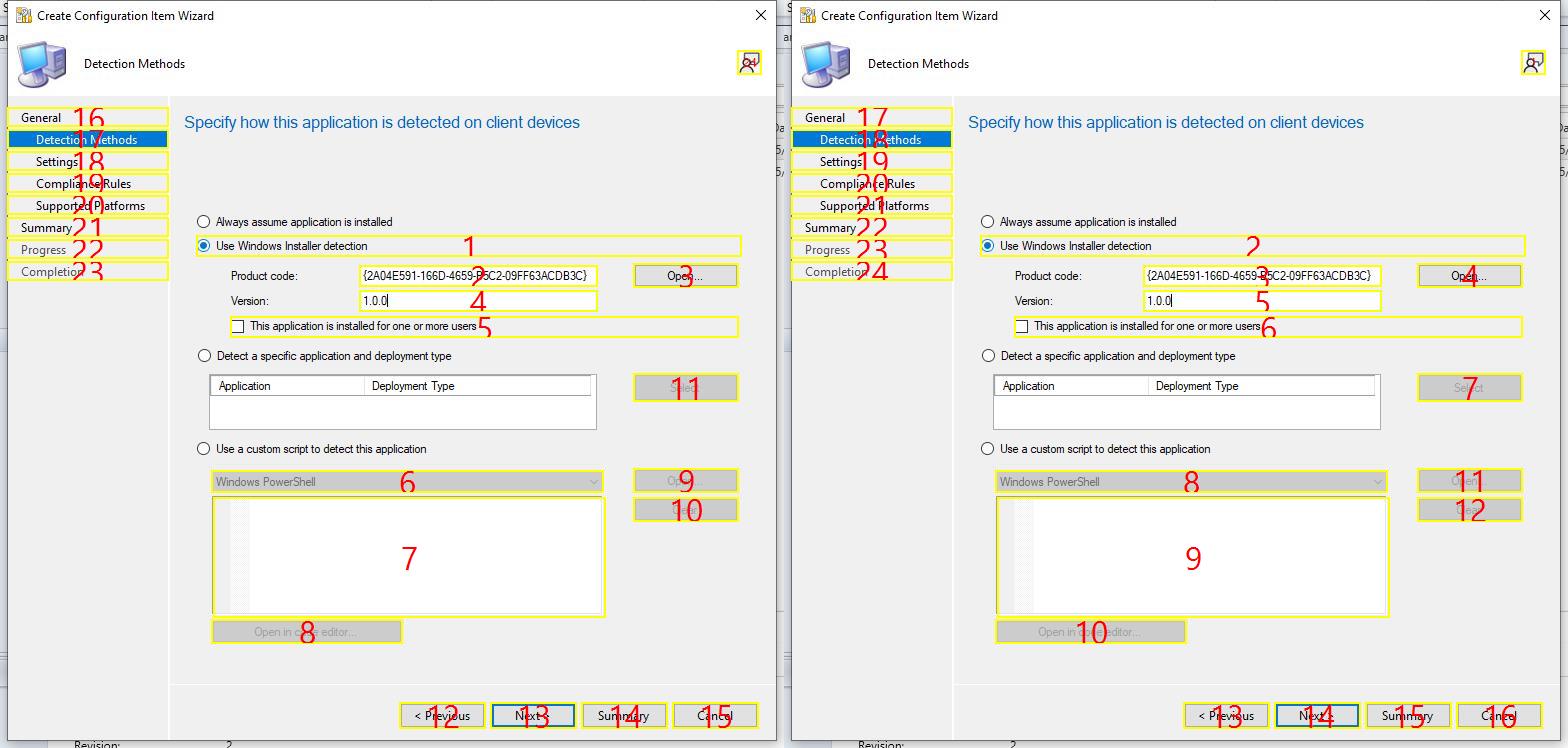 Create Configuration Item Wizard
Detection Methods
24
16
General
17
Detection Methods
18
Settings
19
Compliance Rules
20
Supported Platforms
21
Summary
22
Progress
23
Completion
Specify how this application is detected on client devices
Always assume application is installed
Use Windows Installer detection
1
Product code:
{2A04E591-166D-4659-B5C2-09FF63ACDB3C}
2
Open...
3
Version:
1.0.0
4
This application is installed for one or more users
5
Detect a specific application and deployment type
Application
Deployment Type
Select
11
Use a custom script to detect this application
Windows PowerShell
6
Open...
9
Clear
10
7
Open in code editor...
8
< Previous
12
Next >
13
Summary
14
Cancel
15
Revision:
2
Create Configuration Item Wizard
Detection Methods
17
General
18
Detection Methods
19
Settings
20
Compliance Rules
21
Supported Platforms
22
Summary
23
Progress
24
Completion
Specify how this application is detected on client devices
Always assume application is installed
Use Windows Installer detection
2
Product code:
{2A04E591-166D-4659-B5C2-09FF63ACDB3C}
3
Open...
4
Version:
1.0.0
5
This application is installed for one or more users
6
Detect a specific application and deployment type
Application
Deployment Type
Select
7
Use a custom script to detect this application
Windows PowerShell
8
Open...
11
Clear
12
9
Open in code editor...
10
< Previous
13
Next >
14
Summary
15
Cancel
16
Revision:
2